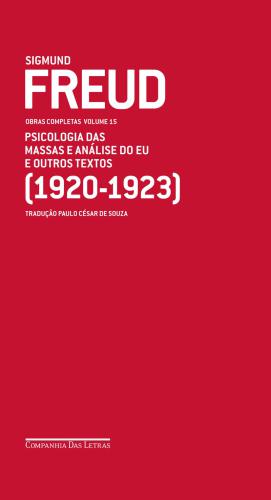 SIGMUND
FREUD
OBRAS COMPLETAS VOLUME 15
PSICOLOGIA DAS
MASSAS E ANÁLISE DO EU
E OUTROS TEXTOS
(1920-1923)
TRADUÇÃO PAULO CÉSAR DE SOUZA
COMPANHIA DAS LETRAS